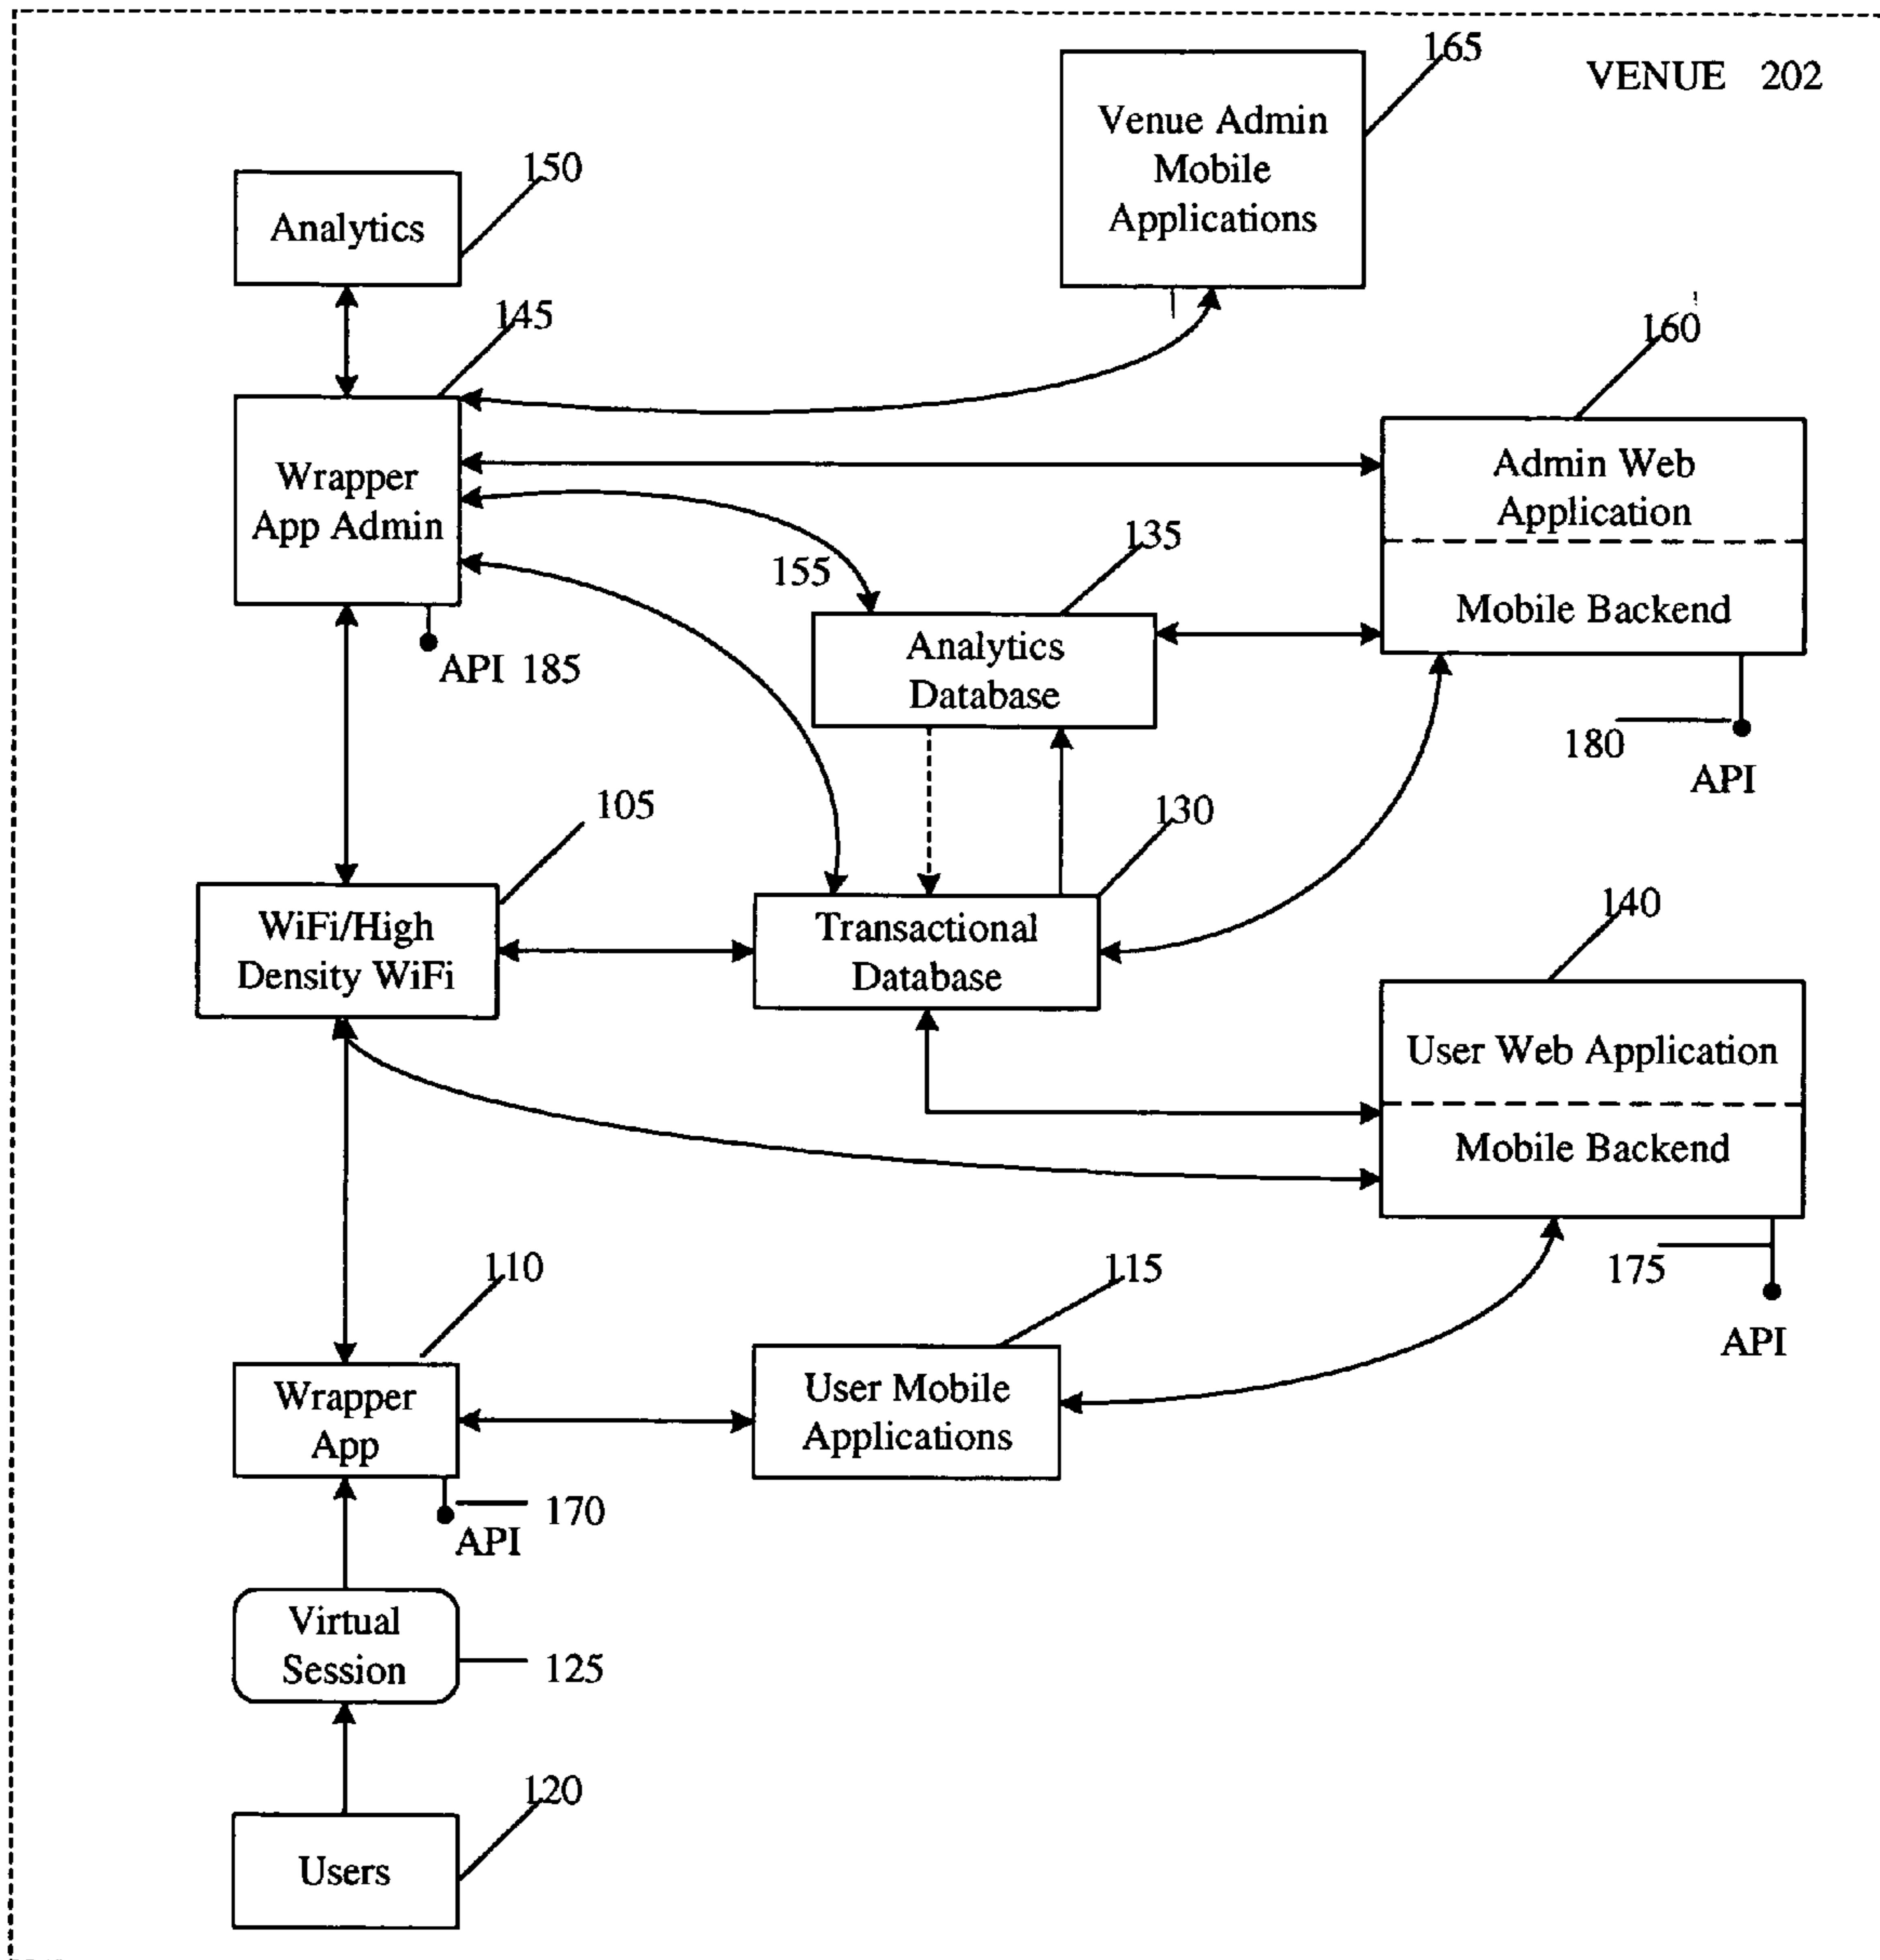 165
VENUE 202
Venue Admin
Mobile
Applications
150
Analytics
145
160
Wrapper
App Admin
Admin Web
Application
Mobile Backend
155
135
Analytics
Database
API 185
180
API
105
130
WiFi/High
Density WiFi
Transactional
Database
140
User Web Application
Mobile Backend
175
API
110
115
Wrapper
App
User Mobile
Applications
170
API
Virtual
Session
125
120
Users